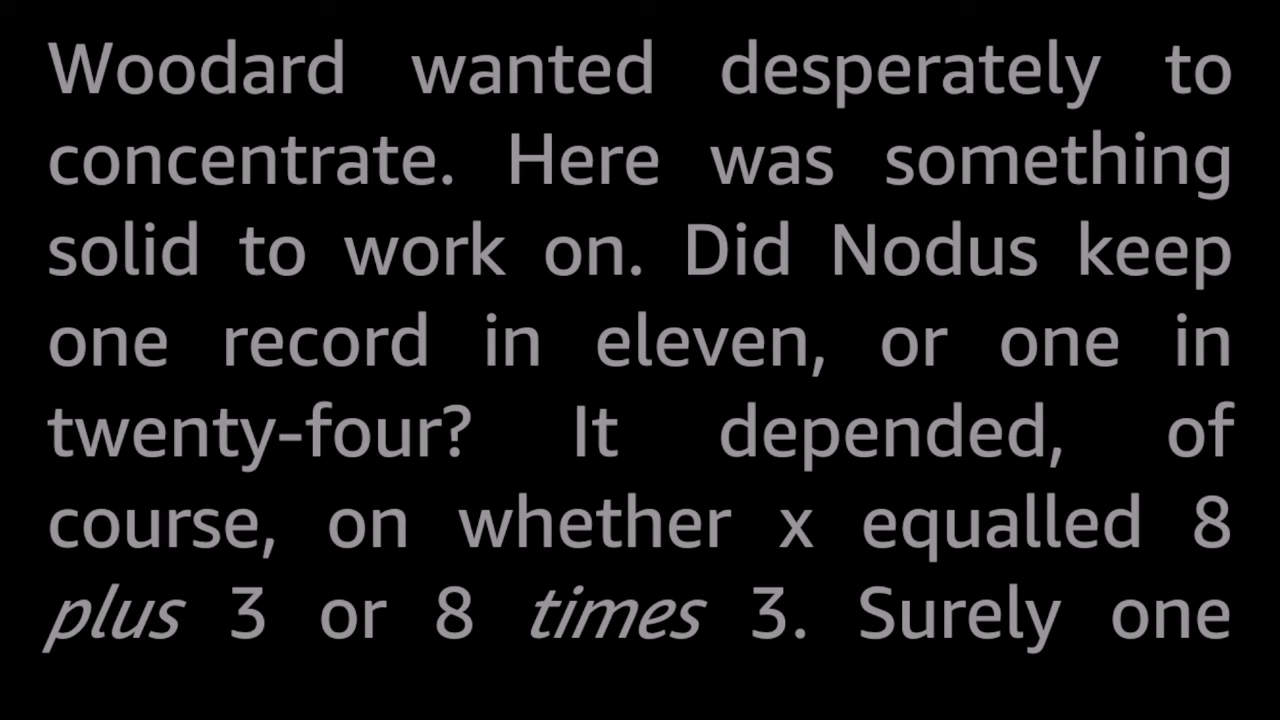 Woodard wanted desperately to
concentrate. Here was something
solid to work on. Did Nodus keep
one record in eleven, or one in
twenty-four? It depended, of
course, on whether x equalled 8
plus 3 or 8 times 3. Surely one